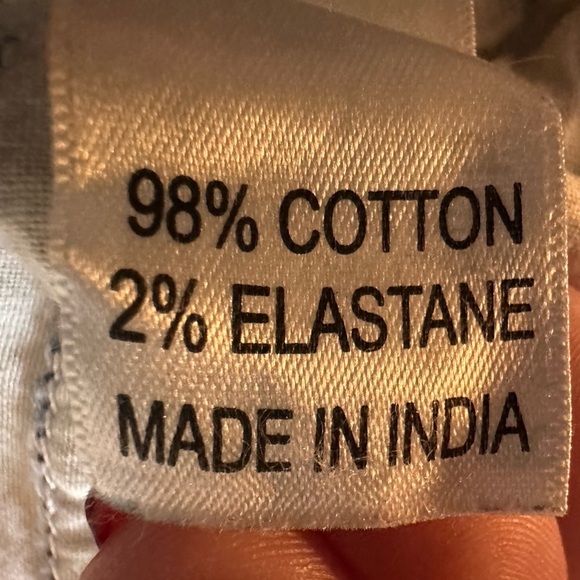 98% COTTON
2% ELASTANE
MADE IN INDIA